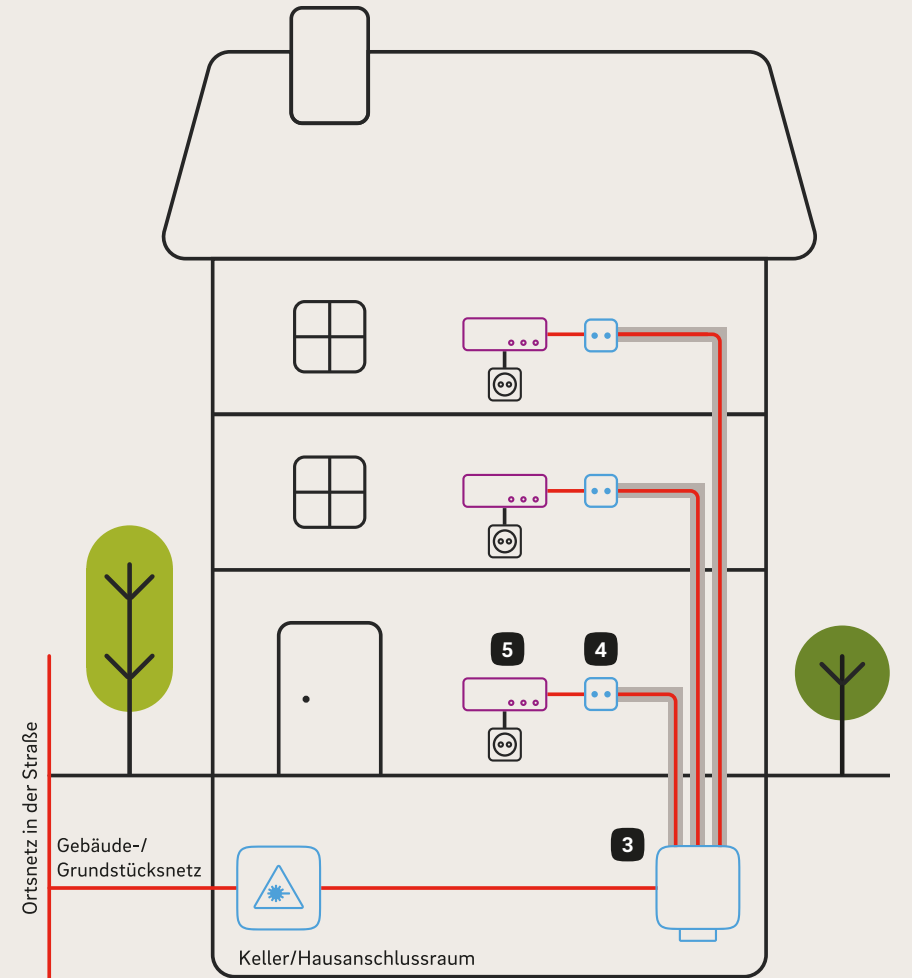 5
4
3
Ortsnetz in der Straße
Gebäude-/
Grundstücksnetz
Keller/Hausanschlussraum